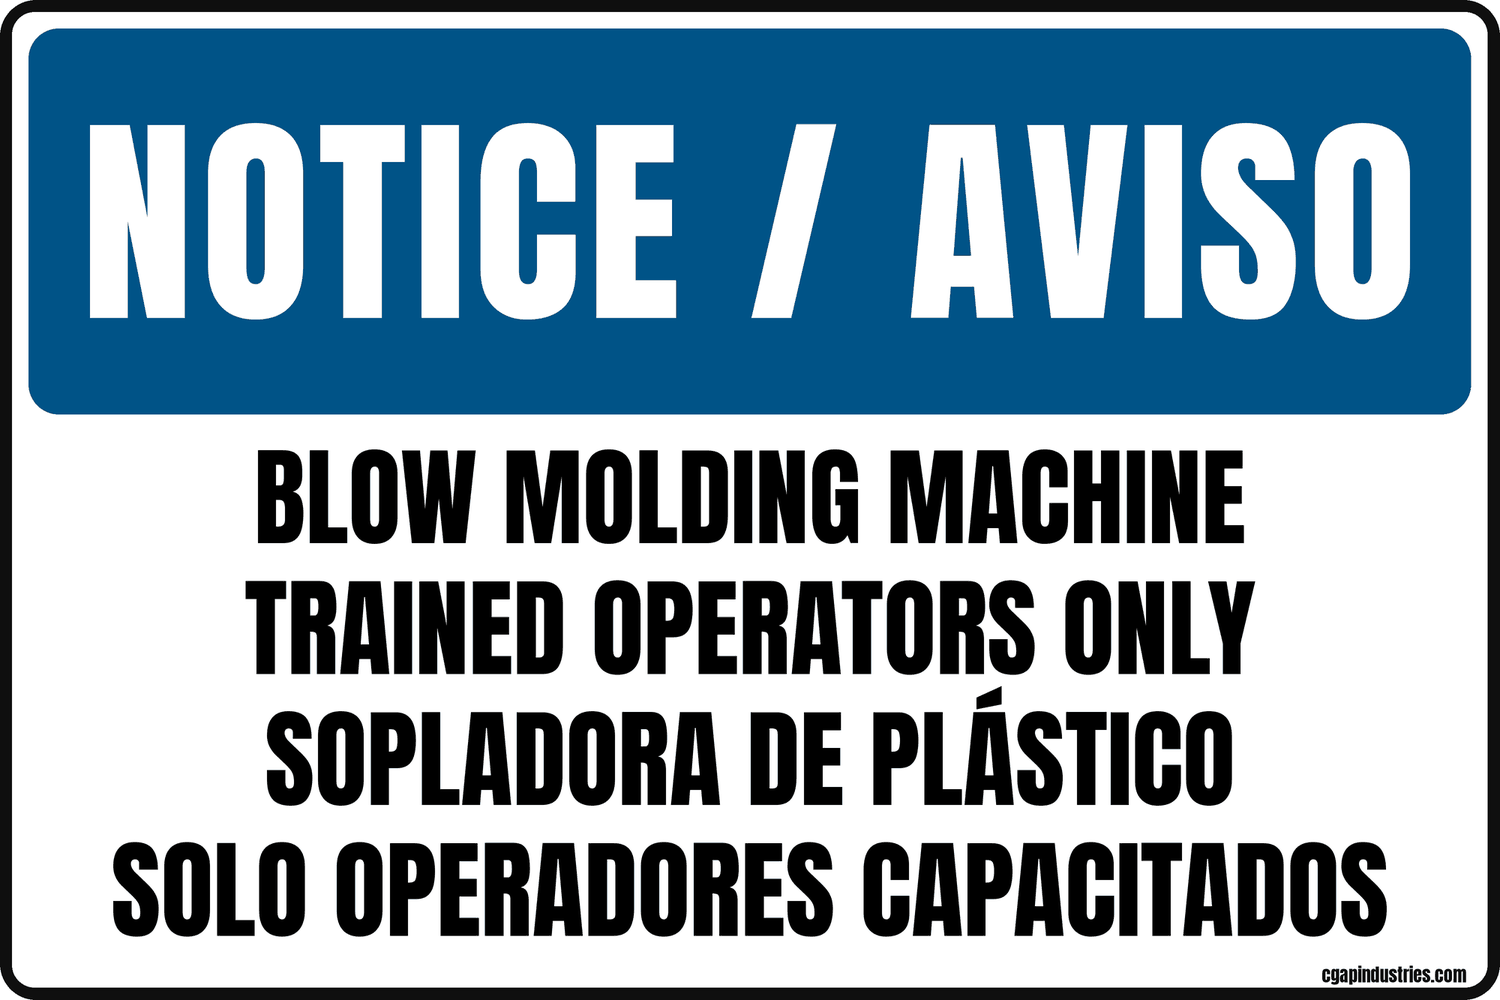 NOTICE / AVISO
BLOW MOLDING MACHINE
TRAINED OPERATORS ONLY
SOPLADORA DE PLÁSTICO
SOLO OPERADORES CAPACITADOS
cgapindustries.com